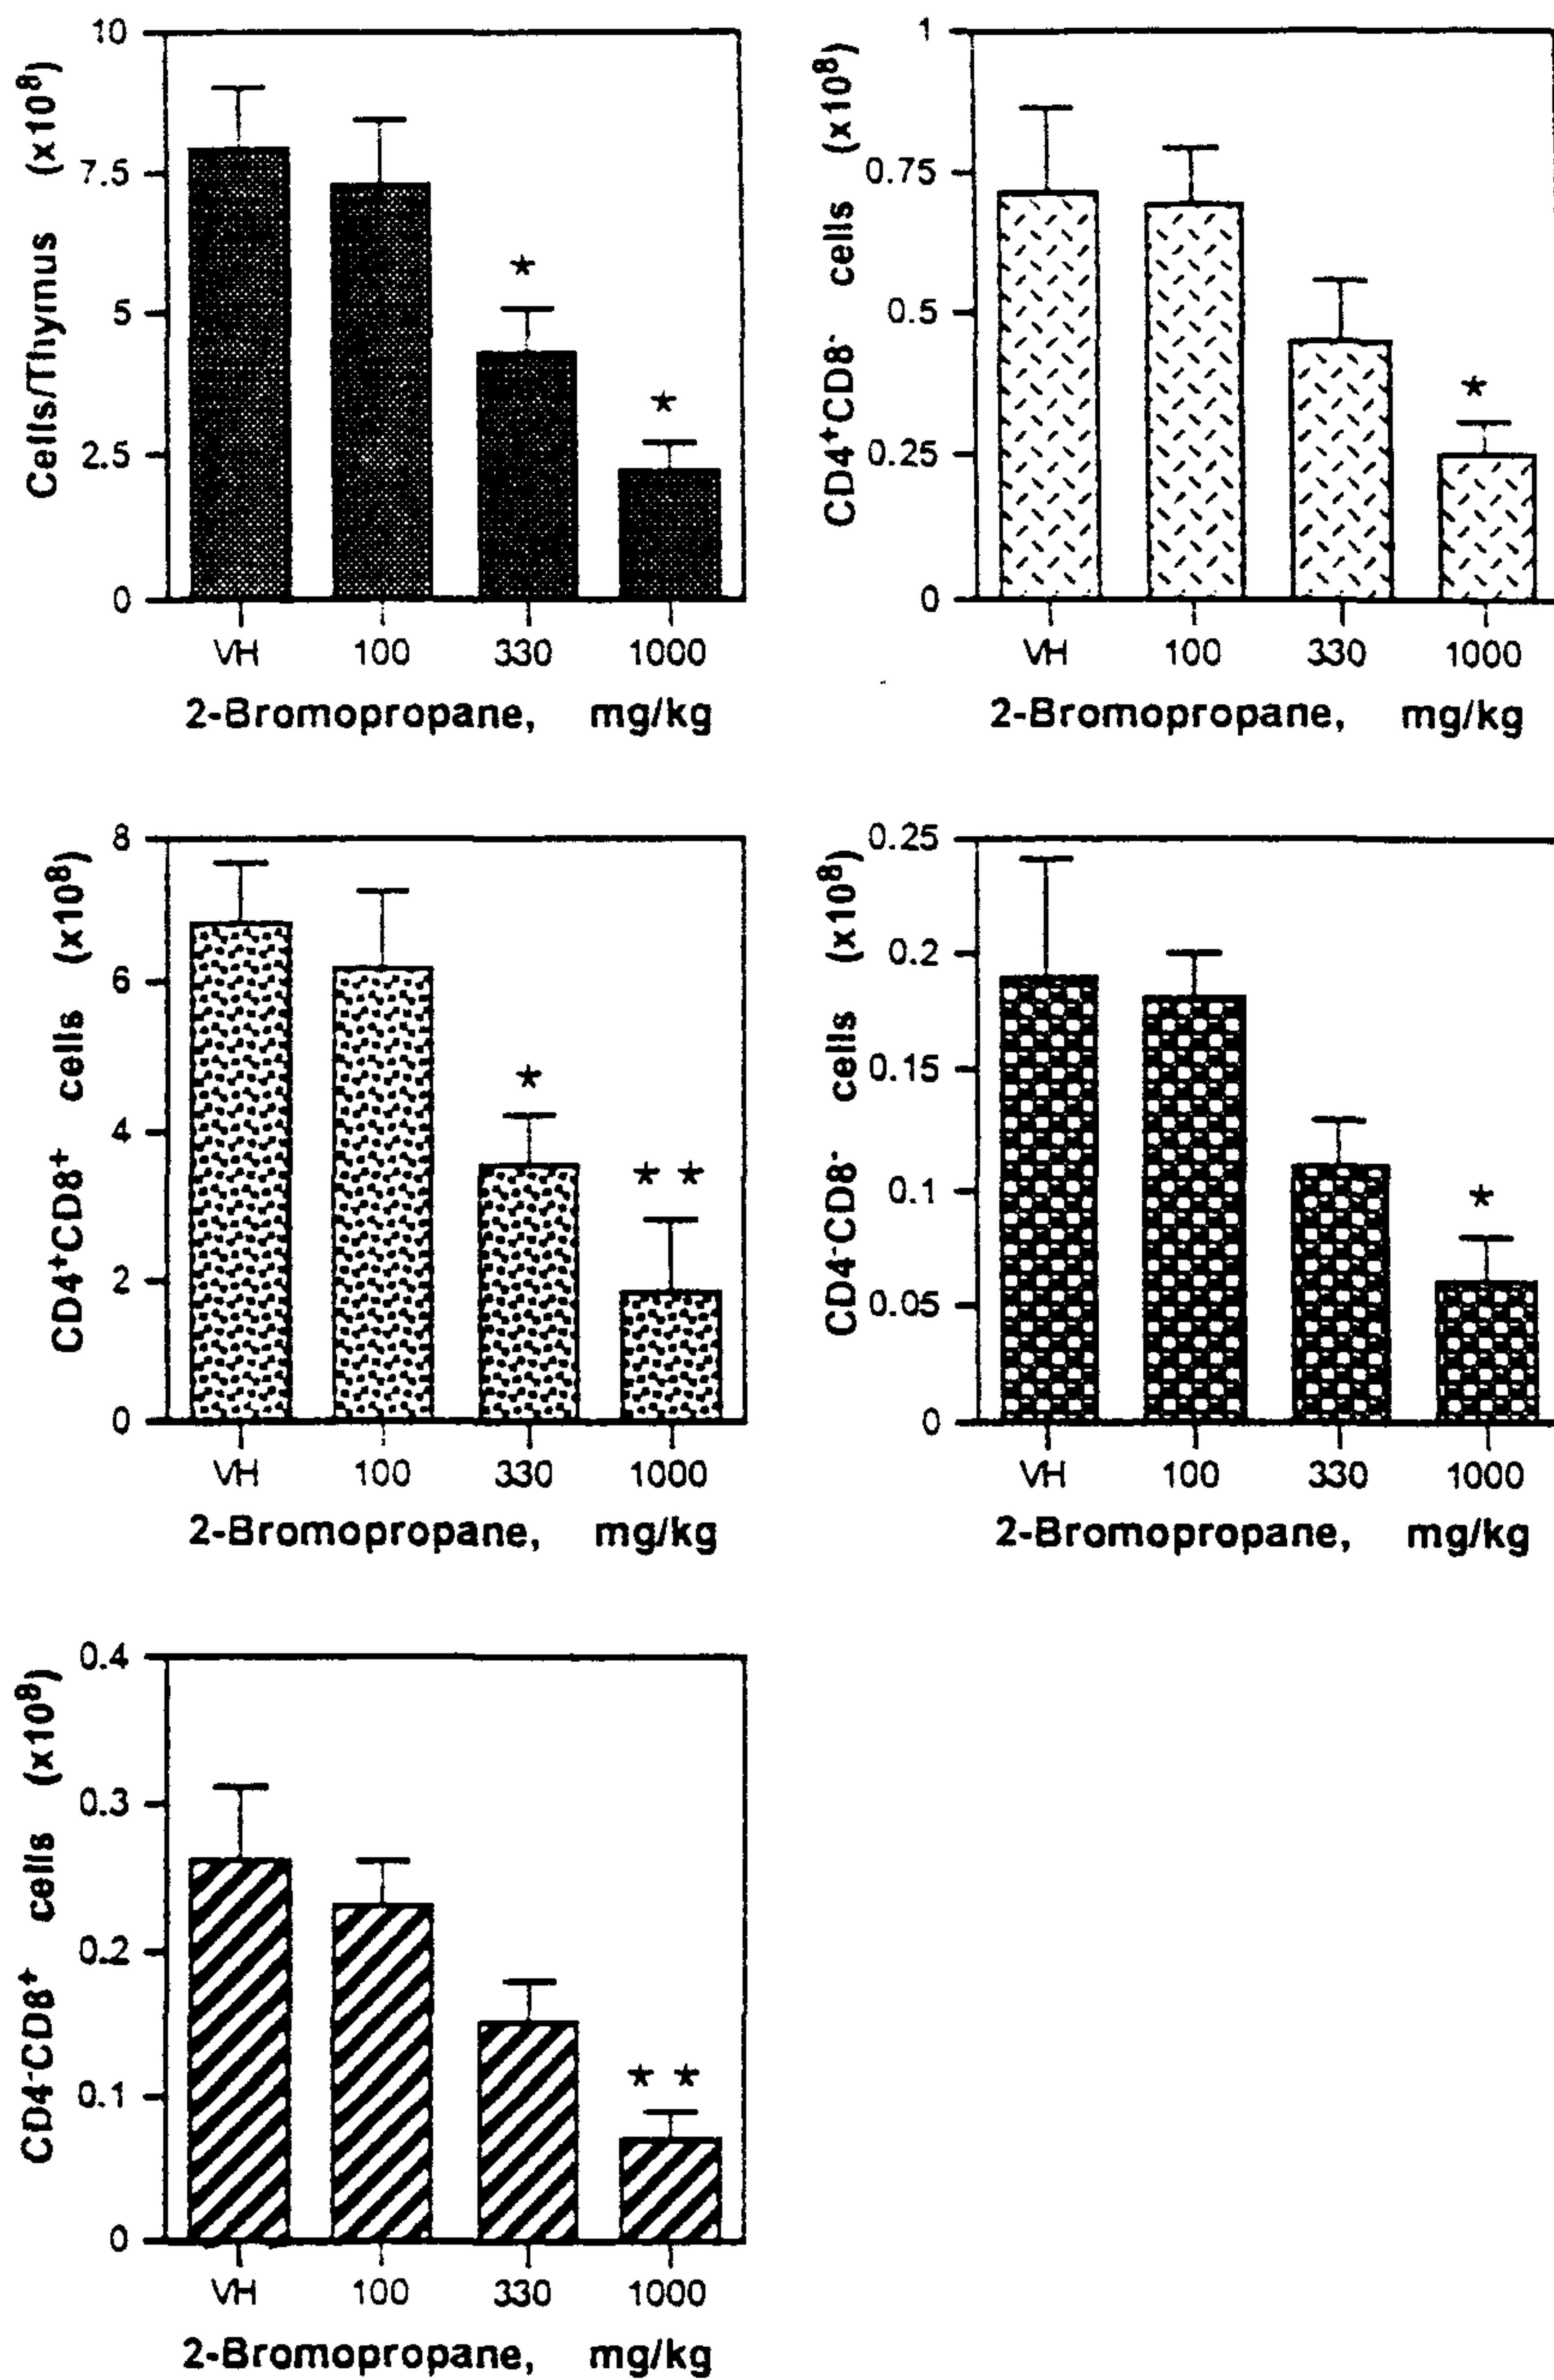 Cells/Thymus (x10⁸)
10
7.5
5
2.5
0
★
★
VH 100 330 1000
2-Bromopropane, mg/kg
CD4⁺CD8⁻ cells (x10⁸)
1
0.75
0.5
0.25
0
★
VH 100 330 1000
2-Bromopropane, mg/kg
CD4⁺CD8⁺ cells (x10⁸)
8
6
4
2
0
★
★ ★
VH 100 330 1000
2-Bromopropane, mg/kg
CD4⁻CD8⁻ cells (x10⁸)
0.25
0.2
0.15
0.1
0.05
0
★
VH 100 330 1000
2-Bromopropane, mg/kg
CD4⁻CD8⁺ cells (x10⁸)
0.4
0.3
0.2
0.1
0
★ ★
VH 100 330 1000
2-Bromopropane, mg/kg